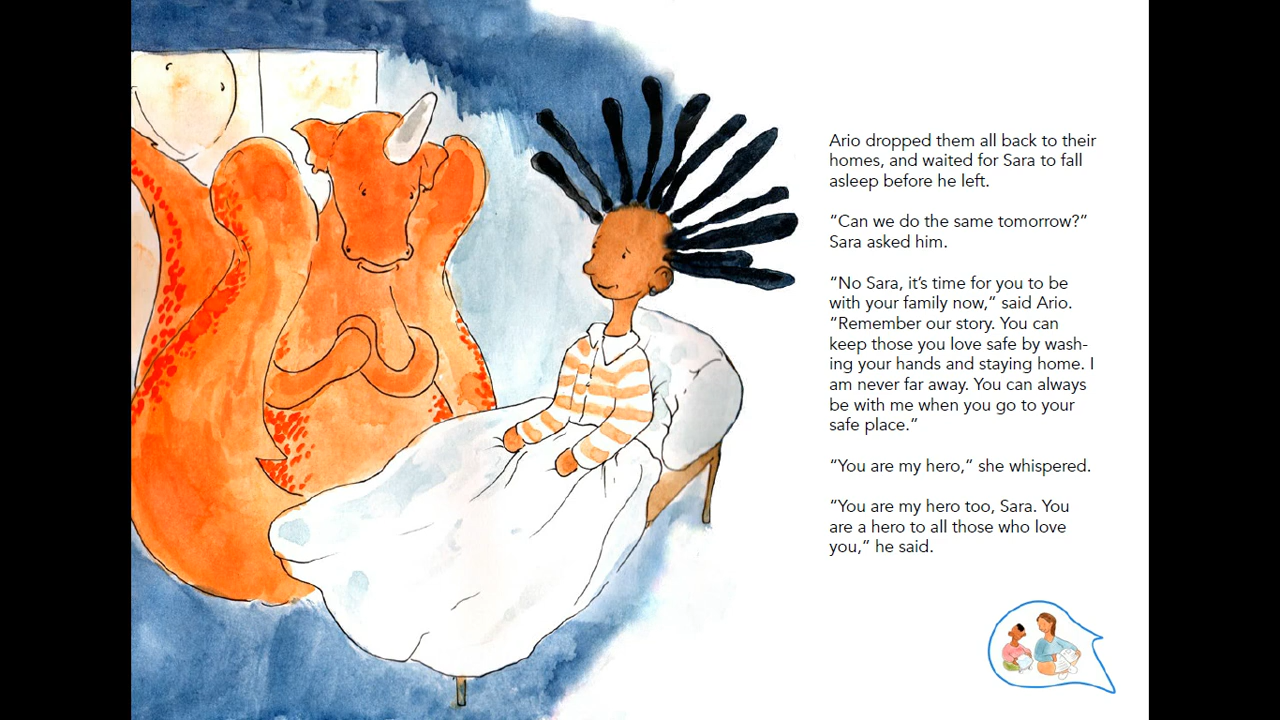 Ario dropped them all back to their
homes, and waited for Sara to fall
asleep before he left.
“Can we do the same tomorrow?”
Sara asked him.
“No Sara, it’s time for you to be
with your family now,” said Ario.
“Remember our story. You can
keep those you love safe by wash-
ing your hands and staying home. I
am never far away. You can always
be with me when you go to your
safe place.”
“You are my hero,” she whispered.
“You are my hero too, Sara. You
are a hero to all those who love
you,” he said.